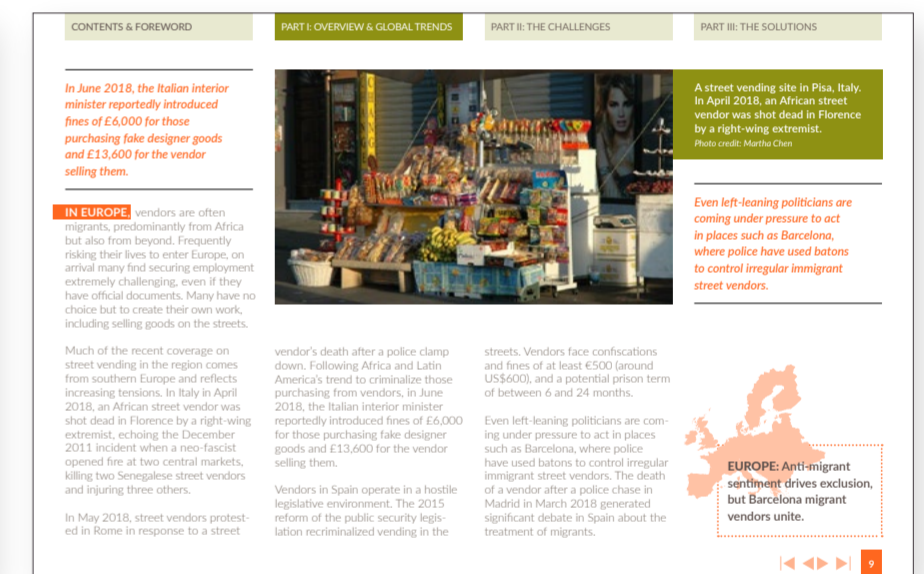 CONTENTS & FOREWORD
PART I: OVERVIEW & GLOBAL TRENDS
PART II: THE CHALLENGES
PART III: THE SOLUTIONS
In June 2018, the Italian interior
minister reportedly introduced
fines of £6,000 for those
purchasing fake designer goods
and £13,600 for the vendor
selling them.
A street vending site in Pisa, Italy.
In April 2018, an African street
vendor was shot dead in Florence
by a right-wing extremist.
Photo credit: Martha Chen
Even left-leaning politicians are
coming under pressure to act
in places such as Barcelona,
where police have used batons
to control irregular immigrant
street vendors.
IN EUROPE, vendors are often
migrants, predominantly from Africa
but also from beyond. Frequently
risking their lives to enter Europe, on
arrival many find securing employment
extremely challenging, even if they
have official documents. Many have no
choice but to create their own work,
including selling goods on the streets.
Much of the recent coverage on
street vending in the region comes
from southern Europe and reflects
increasing tensions. In Italy in April
2018, an African street vendor was
shot dead in Florence by a right-wing
extremist, echoing the December
2011 incident when a neo-fascist
opened fire at two central markets,
killing two Senegalese street vendors
and injuring three others.
In May 2018, street vendors protest-
ed in Rome in response to a street
vendor's death after a police clamp
down. Following Africa and Latin
America's trend to criminalize those
purchasing from vendors, in June
2018, the Italian interior minister
reportedly introduced fines of £6,000
for those purchasing fake designer
goods and £13,600 for the vendor
selling them.
Vendors in Spain operate in a hostile
legislative environment. The 2015
reform of the public security legis-
lation recriminalized vending in the
streets. Vendors face confiscations
and fines of at least €500 (around
US$600), and a potential prison term
of between 6 and 24 months.
Even left-leaning politicians are com-
ing under pressure to act in places
such as Barcelona, where police
have used batons to control irregular
immigrant street vendors. The death
of a vendor after a police chase in
Madrid in March 2018 generated
significant debate in Spain about the
treatment of migrants.
EUROPE: Anti-migrant
sentiment drives exclusion,
but Barcelona migrant
vendors unite.
9